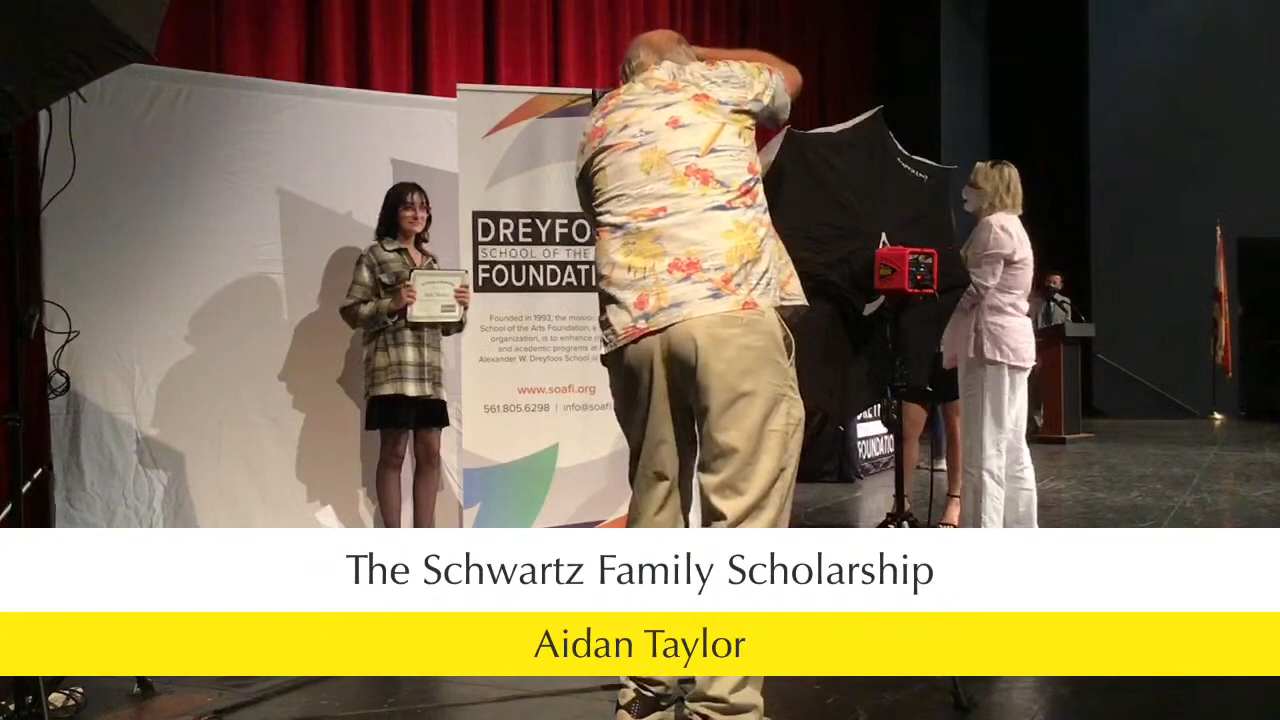 DREYFO
SCHOOL OF THE
FOUNDATI
Founded in 1993, the missio
School of the Arts Foundation,
organization, is to enhance
and academic programs at
Alexander W. Dreyfoos School
www.soafi.org
561.805.6298 | info@soafi.
FOUNDATIO
The Schwartz Family Scholarship
Aidan Taylor